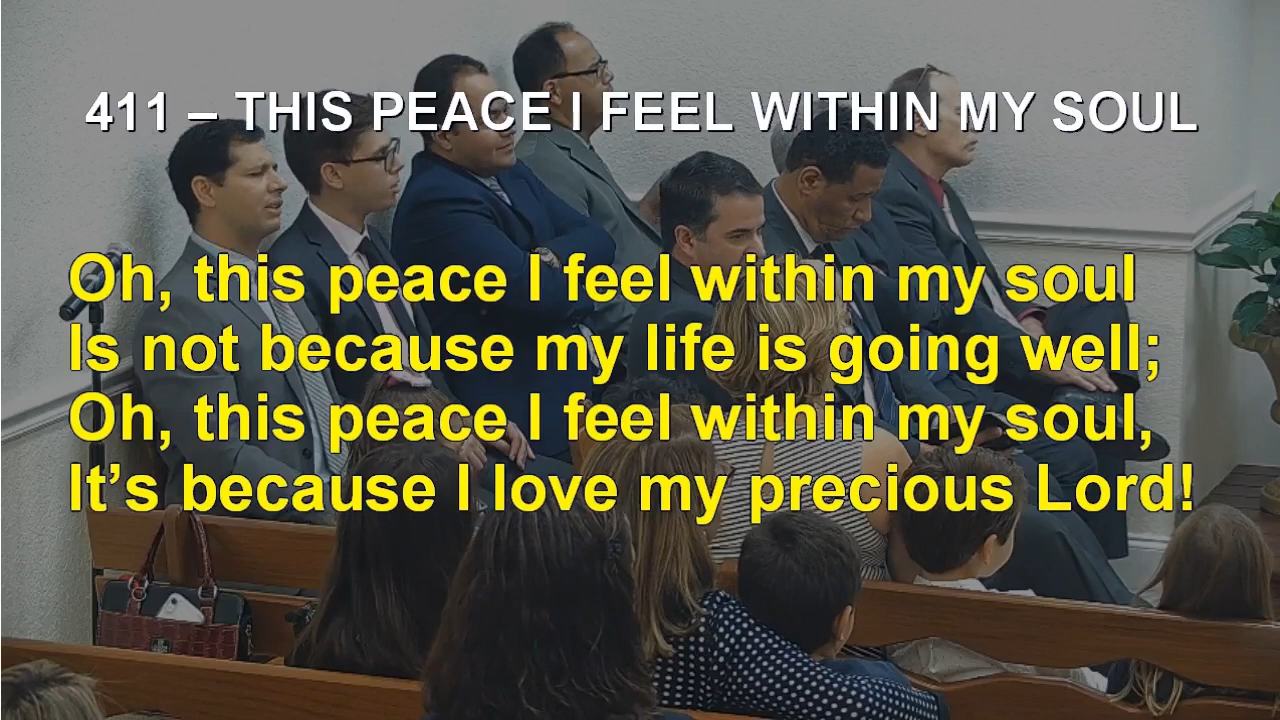 411 – THIS PEACE I FEEL WITHIN MY SOUL
Oh, this peace I feel within my soul
Is not because my life is going well;
Oh, this peace I feel within my soul,
It’s because I love my precious Lord!